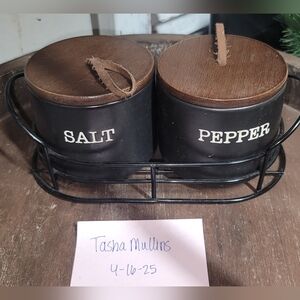 SALT
PEPPER
Tasha Mullins
4-16-25